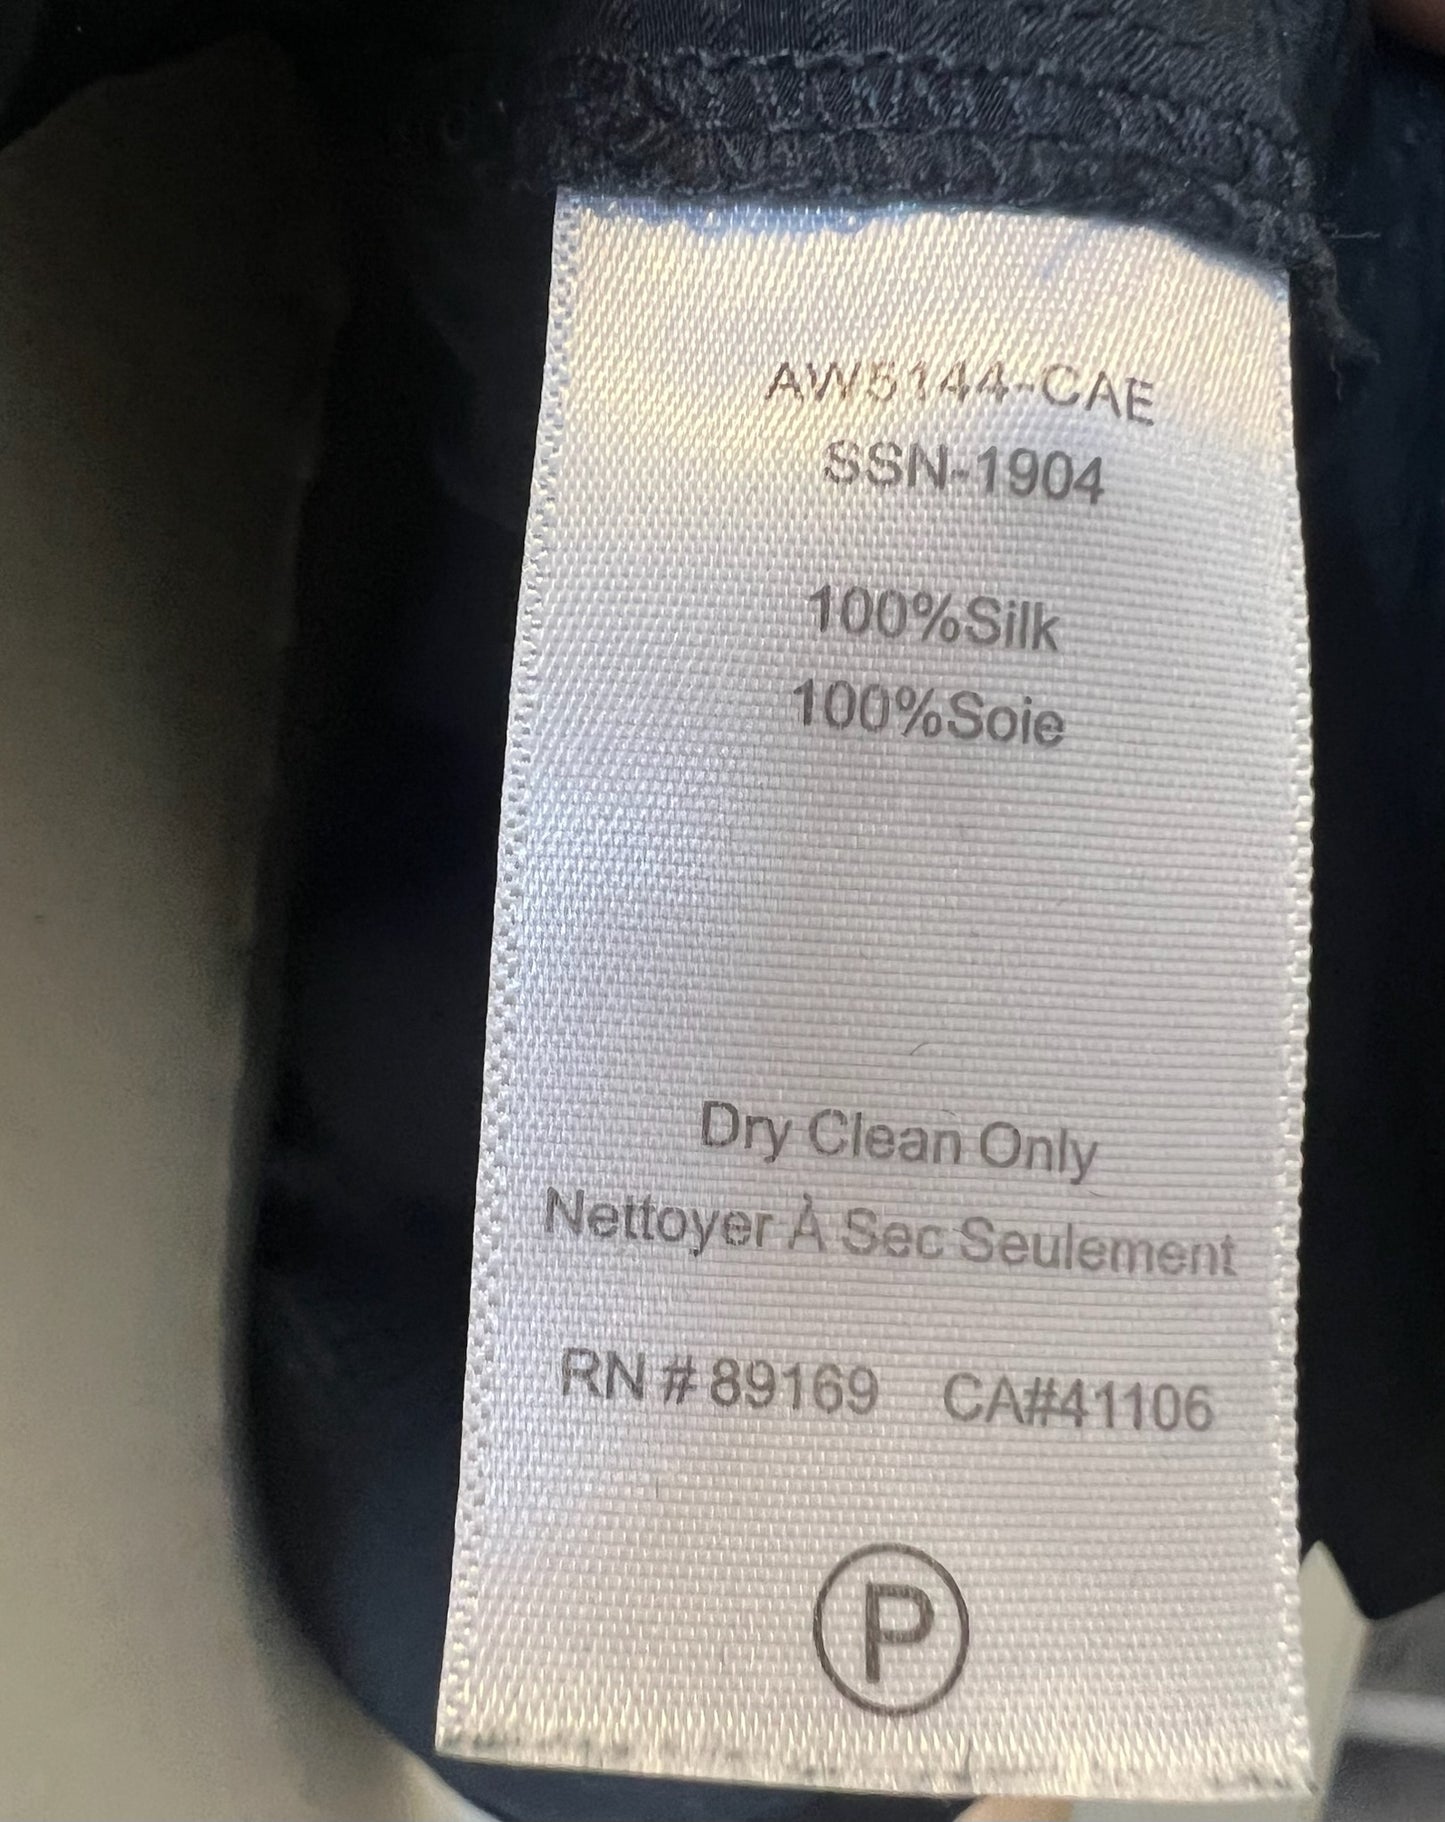 AW5144-CAE
SSN-1904
100%Silk
100%Soie
Dry Clean Only
Nettoyer À Sec Seulement
RN # 89169 CA#41106
P